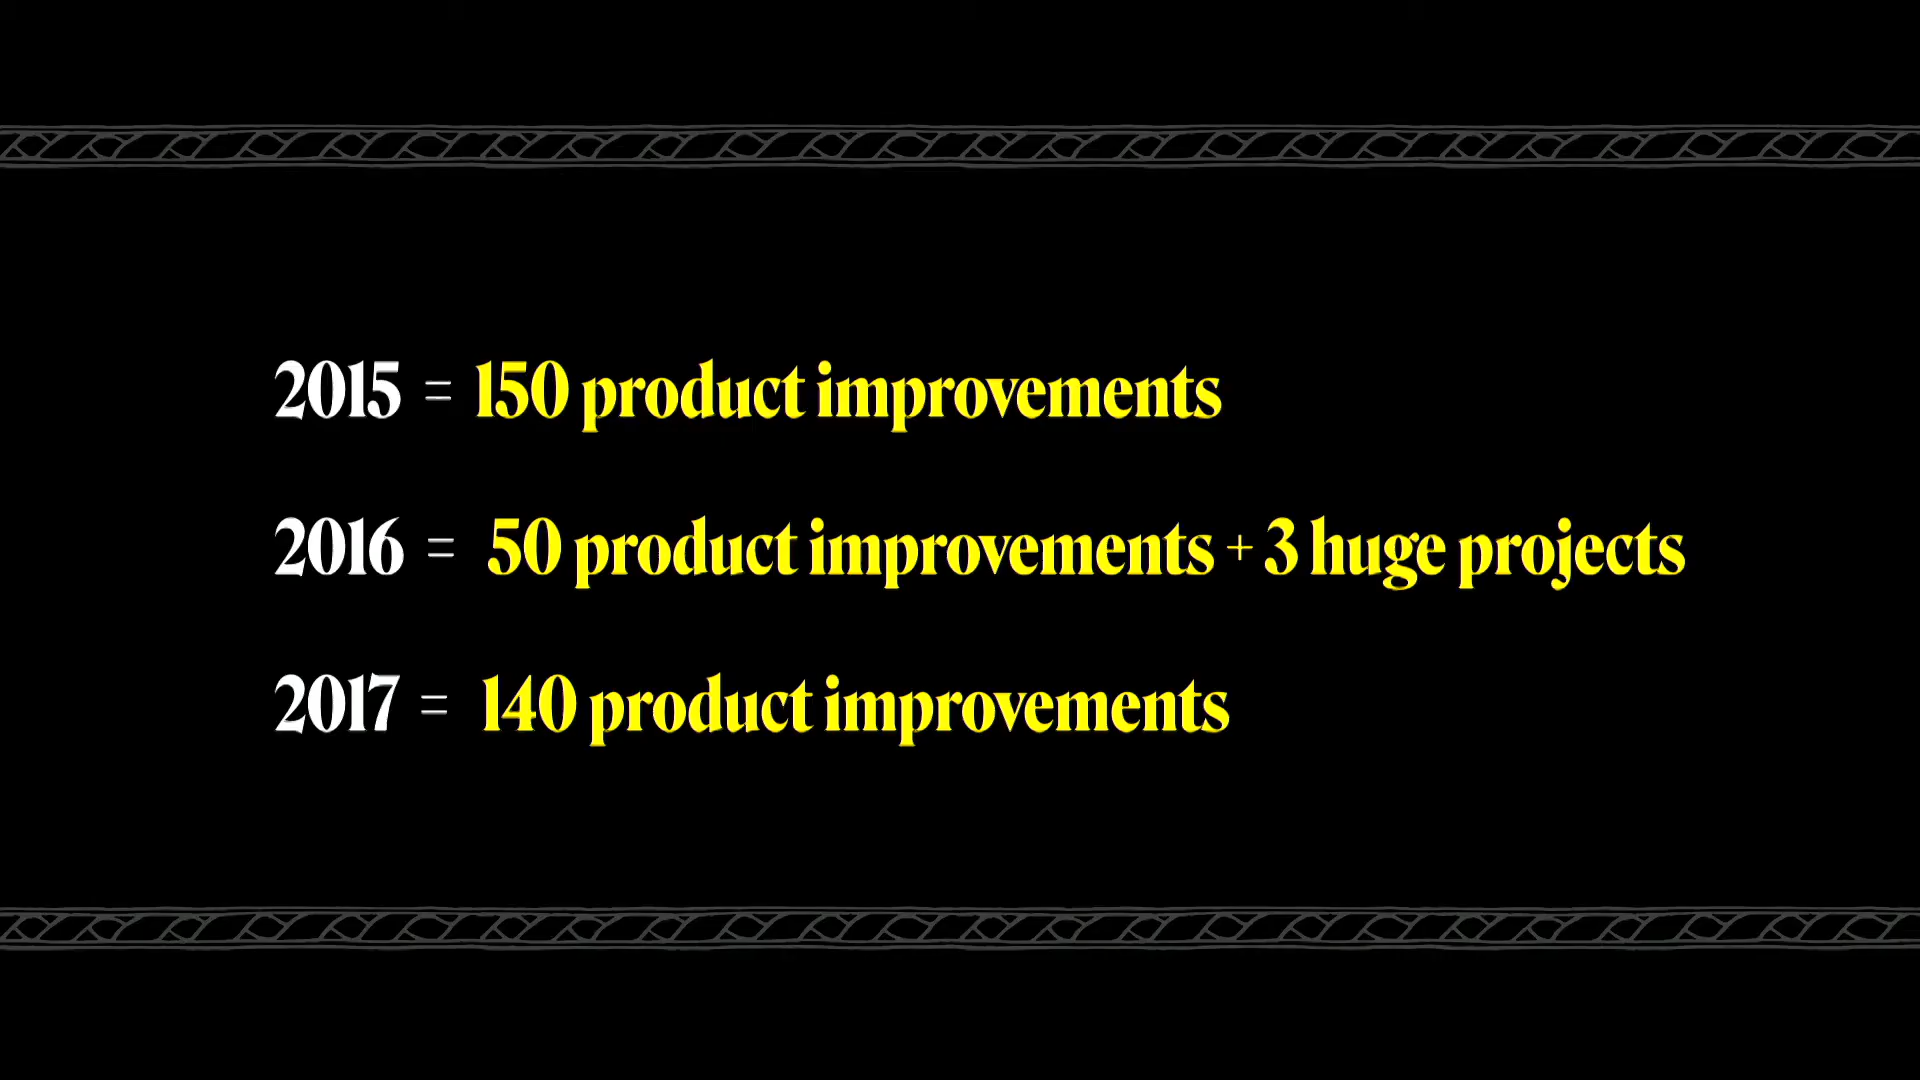 2015 = 150 product improvements
2016 = 50 product improvements + 3 huge projects
2017 = 140 product improvements